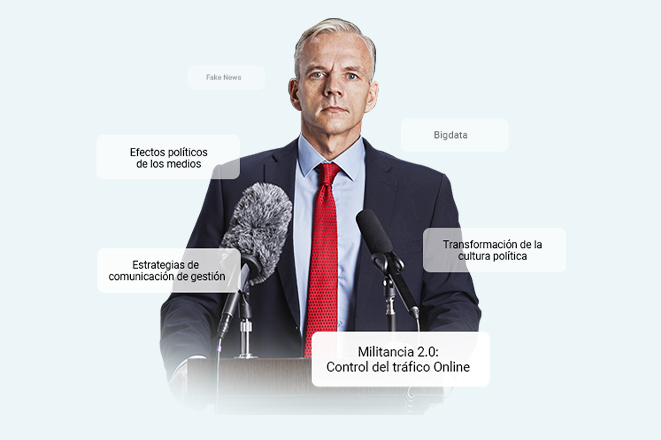 Fake News
Bigdata
Efectos políticos
de los medios
Transformación de la
cultura política
Estrategias de
comunicación de gestión
Militancia 2.0:
Control del tráfico Online